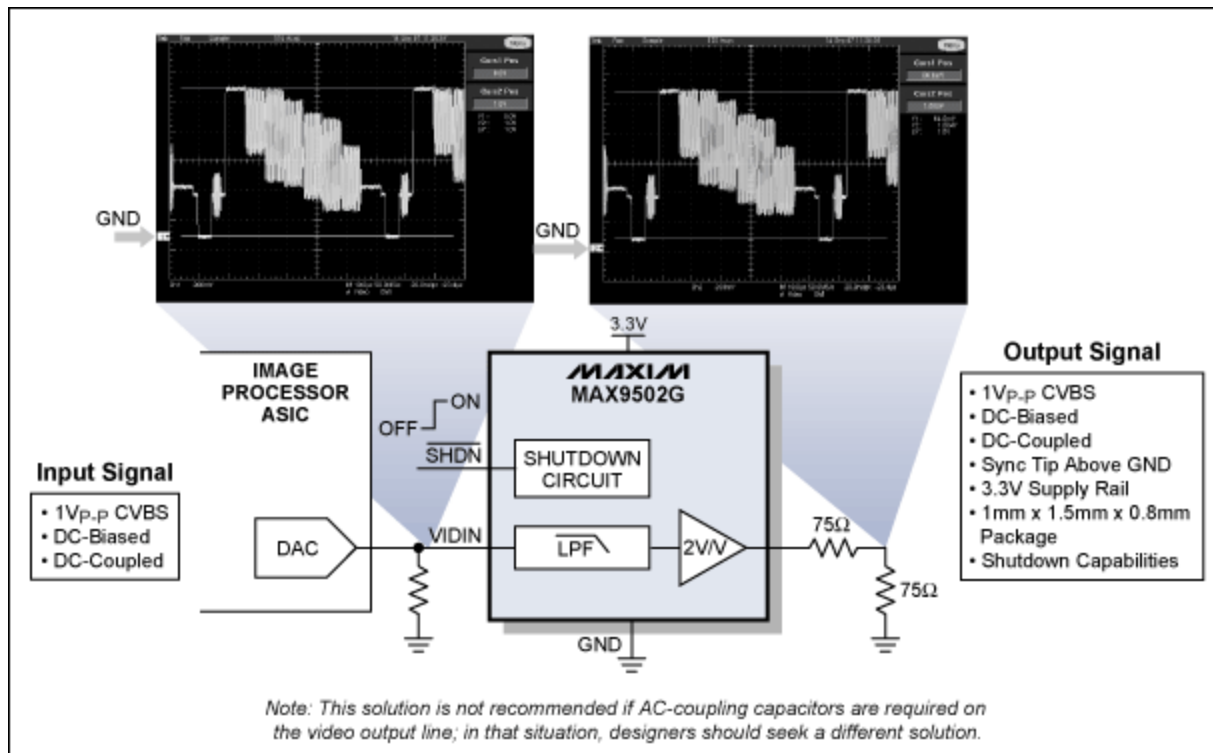 GND
GND
3.3V
IMAGE
PROCESSOR
ASIC
MAXIM
MAX9502G
ON
OFF
SHDN
SHUTDOWN
CIRCUIT
DAC
VIDIN
LPF
2V/V
75Ω
75Ω
GND
Input Signal
• 1VP-P CVBS
• DC-Biased
• DC-Coupled
Output Signal
• 1VP-P CVBS
• DC-Biased
• DC-Coupled
• Sync Tip Above GND
• 3.3V Supply Rail
• 1mm x 1.5mm x 0.8mm
Package
• Shutdown Capabilities
Note: This solution is not recommended if AC-coupling capacitors are required on
the video output line; in that situation, designers should seek a different solution.